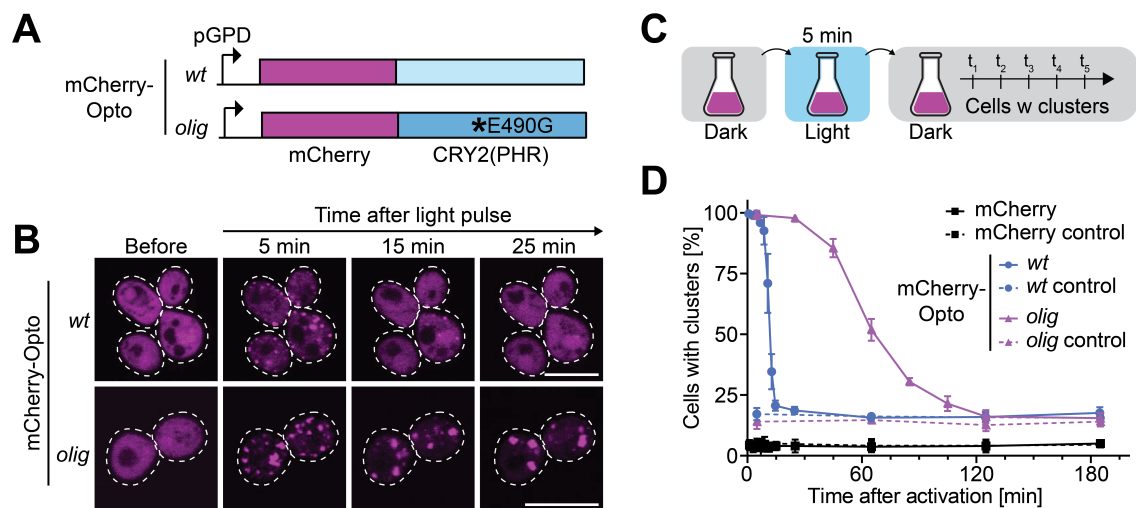 A
pGPD
mCherry-
Opto
wt
olig
*E490G
mCherry
CRY2(PHR)
B
Time after light pulse
Before
5 min
15 min
25 min
mCherry-Opto
wt
olig
C
5 min
Dark
Light
Dark
t1 t2 t3 t4 t5
Cells w clusters
D
Cells with clusters [%]
100
75
50
25
0
0
60
120
180
Time after activation [min]
mCherry
mCherry control
mCherry-
Opto
wt
wt control
olig
olig control